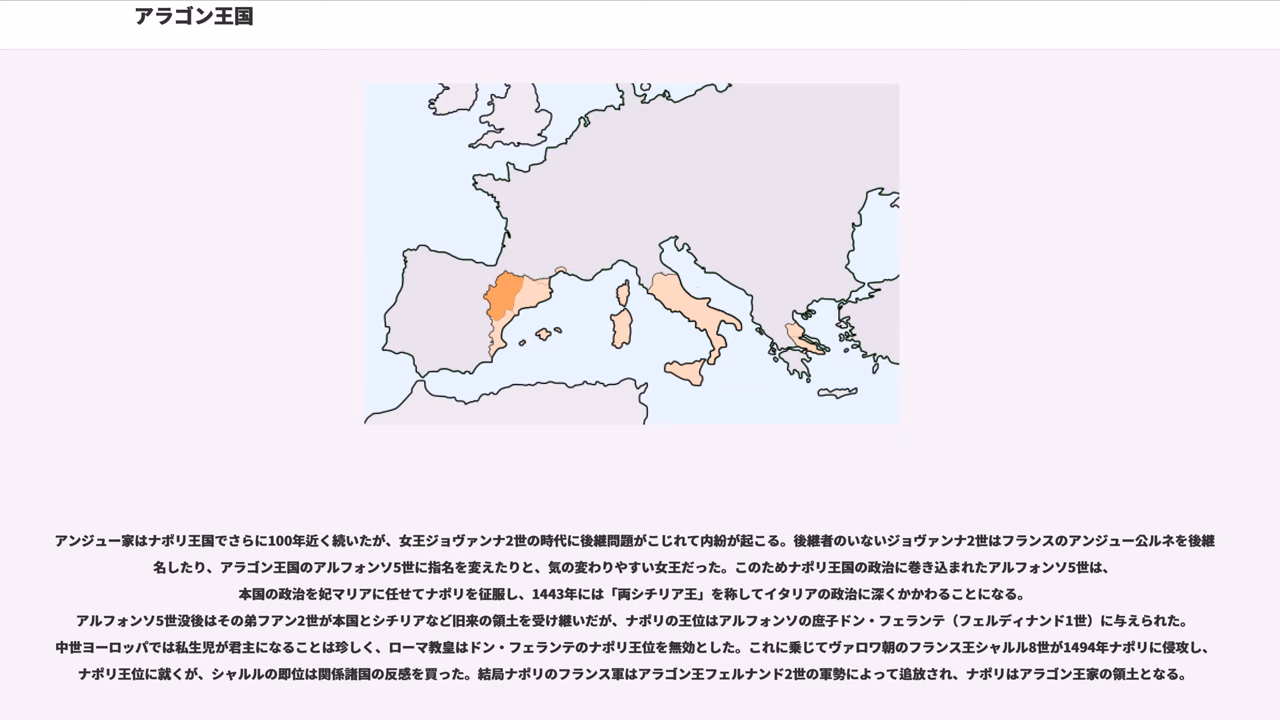 アラゴン王国
アンジュー家はナポリ王国でさらに100年近く続いたが、女王ジョヴァンナ2世の時代に後継問題がこじれて内紛が起こる。後継者のいないジョヴァンナ2世はフランスのアンジュー公ルネを後継
名したり、アラゴン王国のアルフォンソ5世に指名を変えたりと、気の変わりやすい女王だった。このためナポリ王国の政治に巻き込まれたアルフォンソ5世は、
本国の政治を妃マリアに任せてナポリを征服し、1443年には「両シチリア王」を称してイタリアの政治に深くかかわることになる。
アルフォンソ5世没後はその弟フアン2世が本国とシチリアなど旧来の領土を受け継いだが、ナポリの王位はアルフォンソの庶子ドン・フェランテ（フェルディナンド1世）に与えられた。
中世ヨーロッパでは私生児が君主になることは珍しく、ローマ教皇はドン・フェランテのナポリ王位を無効とした。これに乗じてヴァロワ朝のフランス王シャルル8世が1494年ナポリに侵攻し、
ナポリ王位に就くが、シャルルの即位は関係諸国の反感を買った。結局ナポリのフランス軍はアラゴン王フェルナンド2世の軍勢によって追放され、ナポリはアラゴン王家の領土となる。